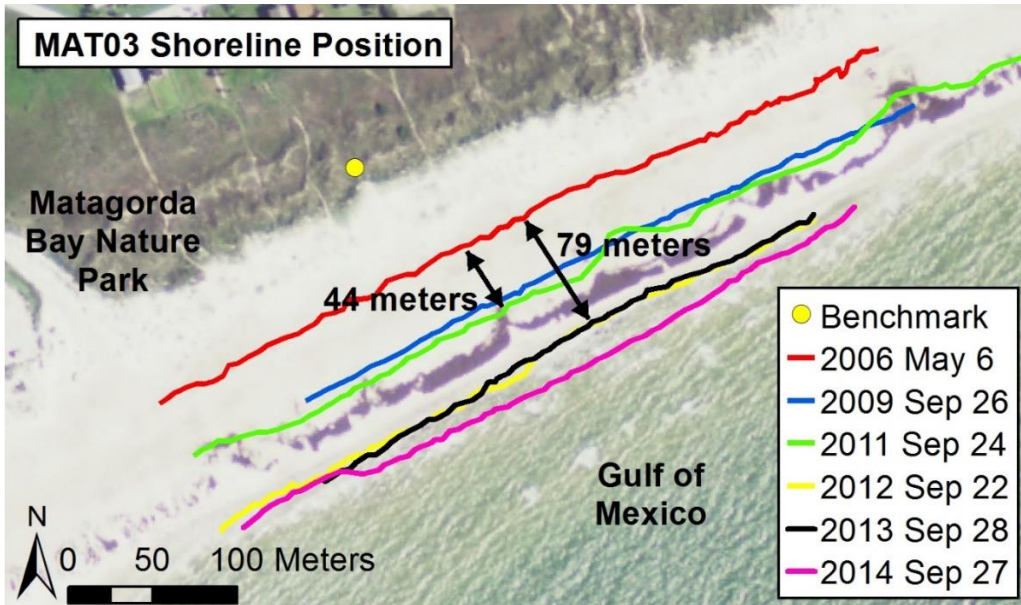 MAT03 Shoreline Position
Matagorda
Bay Nature
Park
79 meters
44 meters
Gulf of
Mexico
N
0 50 100 Meters
Benchmark
2006 May 6
2009 Sep 26
2011 Sep 24
2012 Sep 22
2013 Sep 28
2014 Sep 27